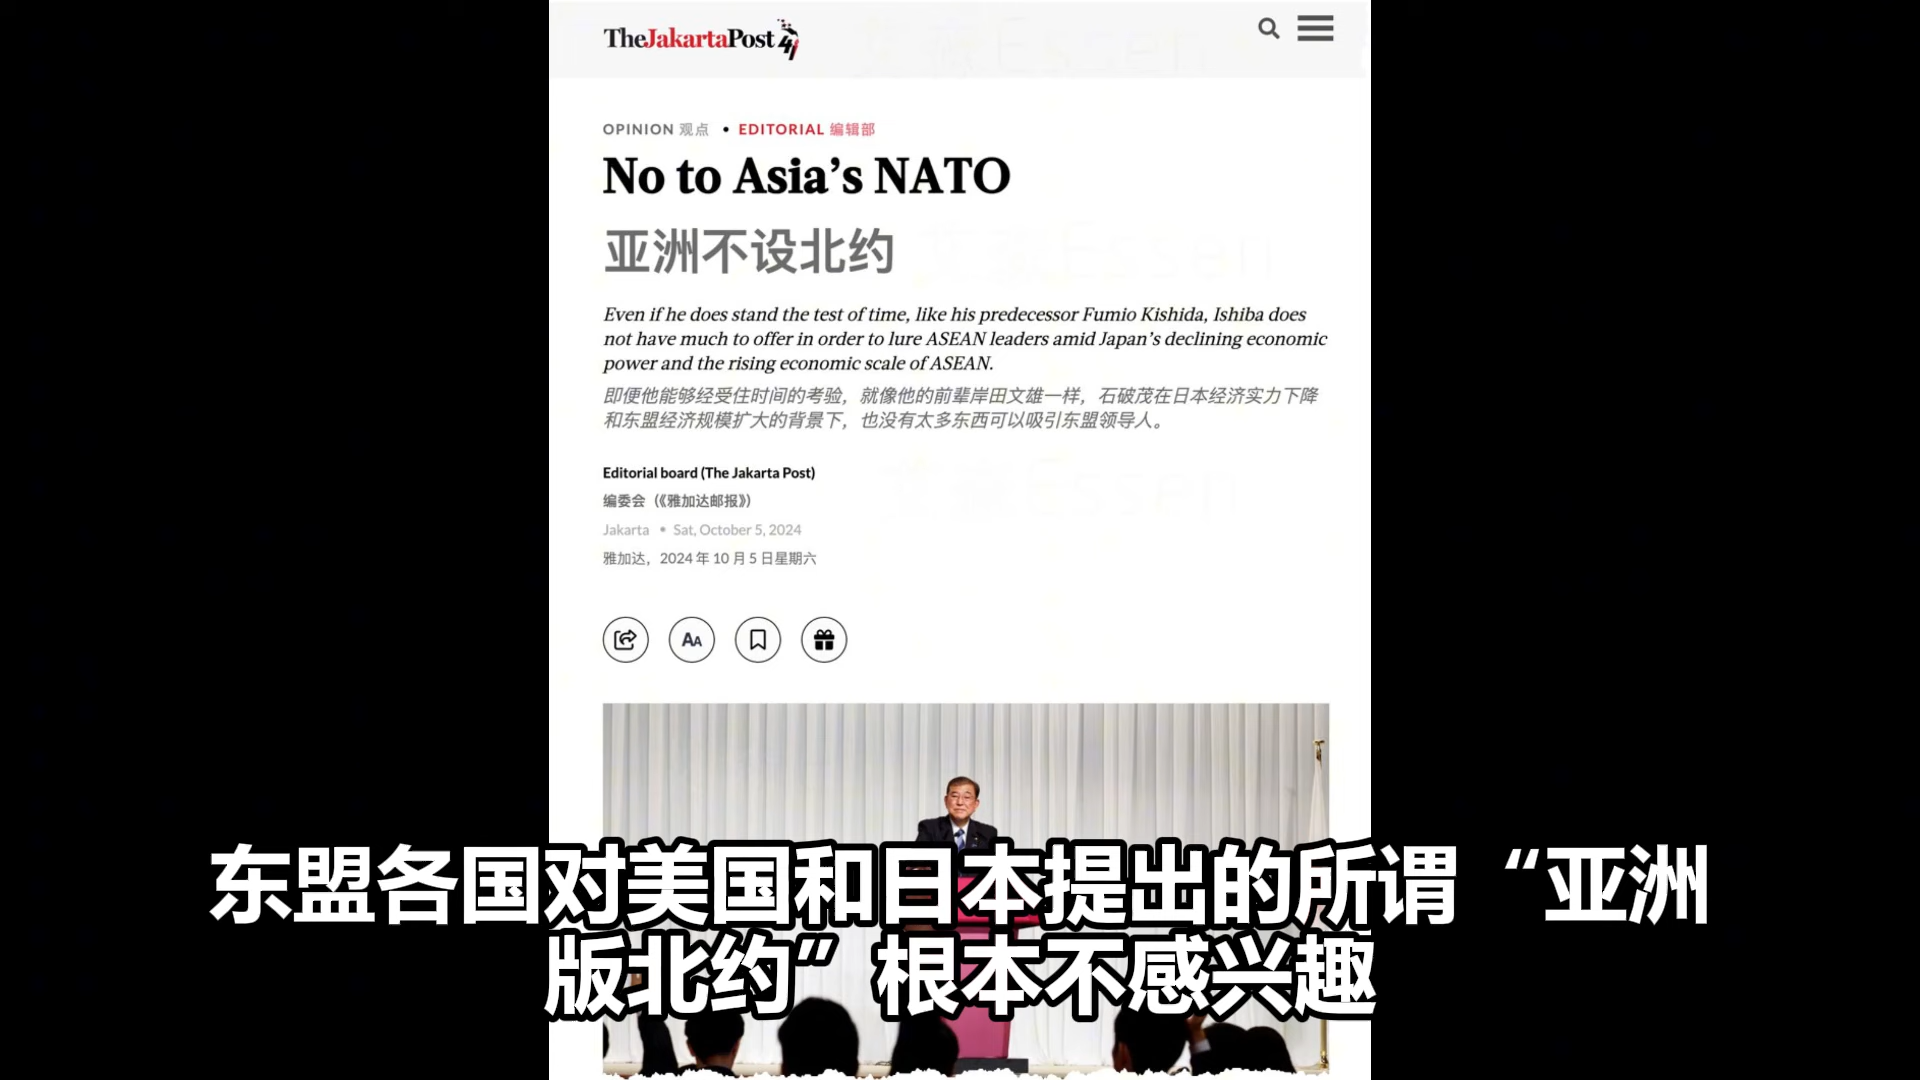 TheJakartaPost
OPINION 观点 • EDITORIAL 编辑部
No to Asia’s NATO
亚洲不设北约
Even if he does stand the test of time, like his predecessor Fumio Kishida, Ishiba does
not have much to offer in order to lure ASEAN leaders amid Japan’s declining economic
power and the rising economic scale of ASEAN.
即便他能够经受住时间的考验，就像他的前辈岸田文雄一样，石破茂在日本经济实力下降
和东盟经济规模扩大的背景下，也没有太多东西可以吸引东盟领导人。
Editorial board (The Jakarta Post)
编委会（《雅加达邮报》）
Jakarta • Sat, October 5, 2024
雅加达，2024 年 10 月 5 日星期六
AA
东盟各国对美国和日本提出的所谓“亚洲
版北约”根本不感兴趣